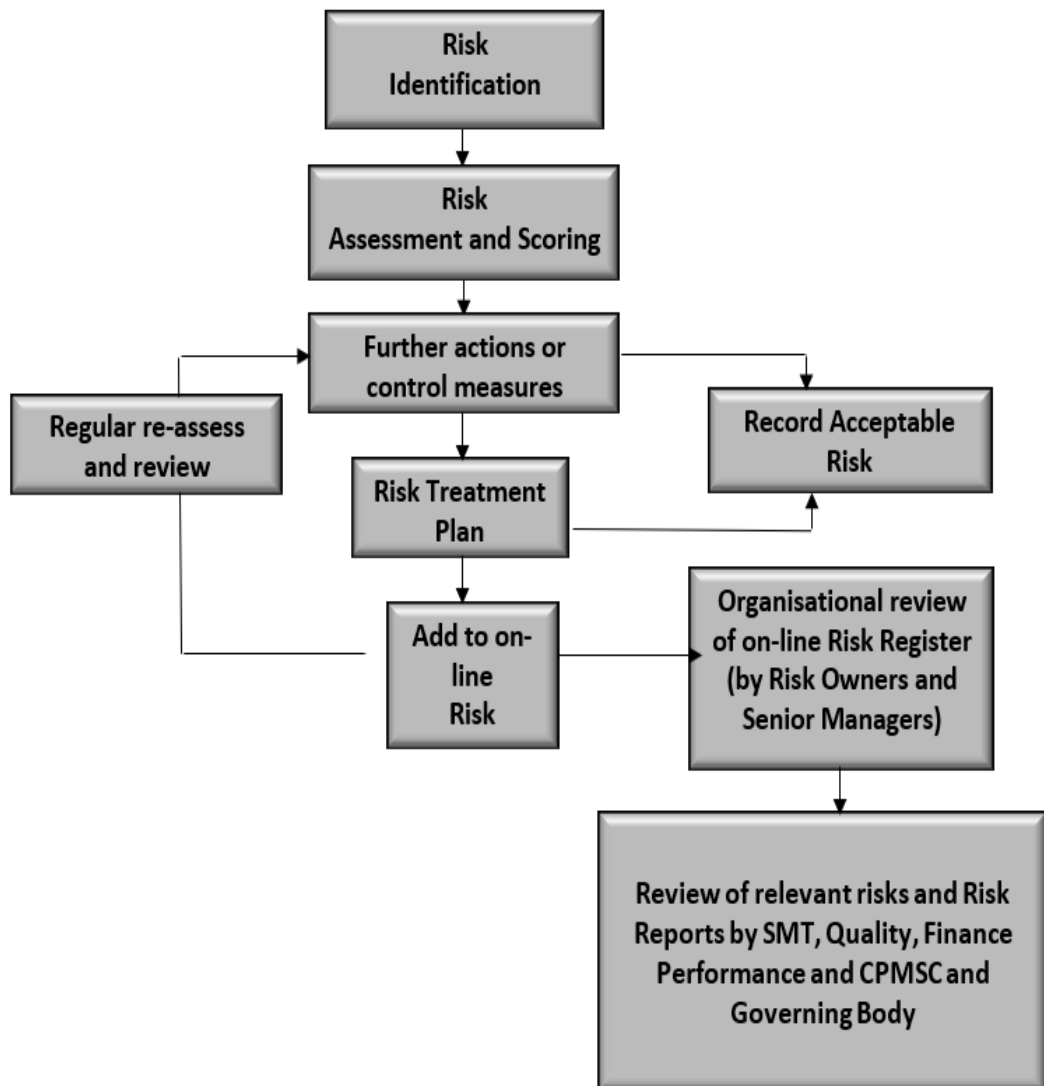 Risk
Identification
Risk
Assessment and Scoring
Further actions or
control measures
Regular re-assess
and review
Record Acceptable
Risk
Risk Treatment
Plan
Add to on-
line
Risk
Organisational review
of on-line Risk Register
(by Risk Owners and
Senior Managers)
Review of relevant risks and Risk
Reports by SMT, Quality, Finance
Performance and CPMSC and
Governing Body